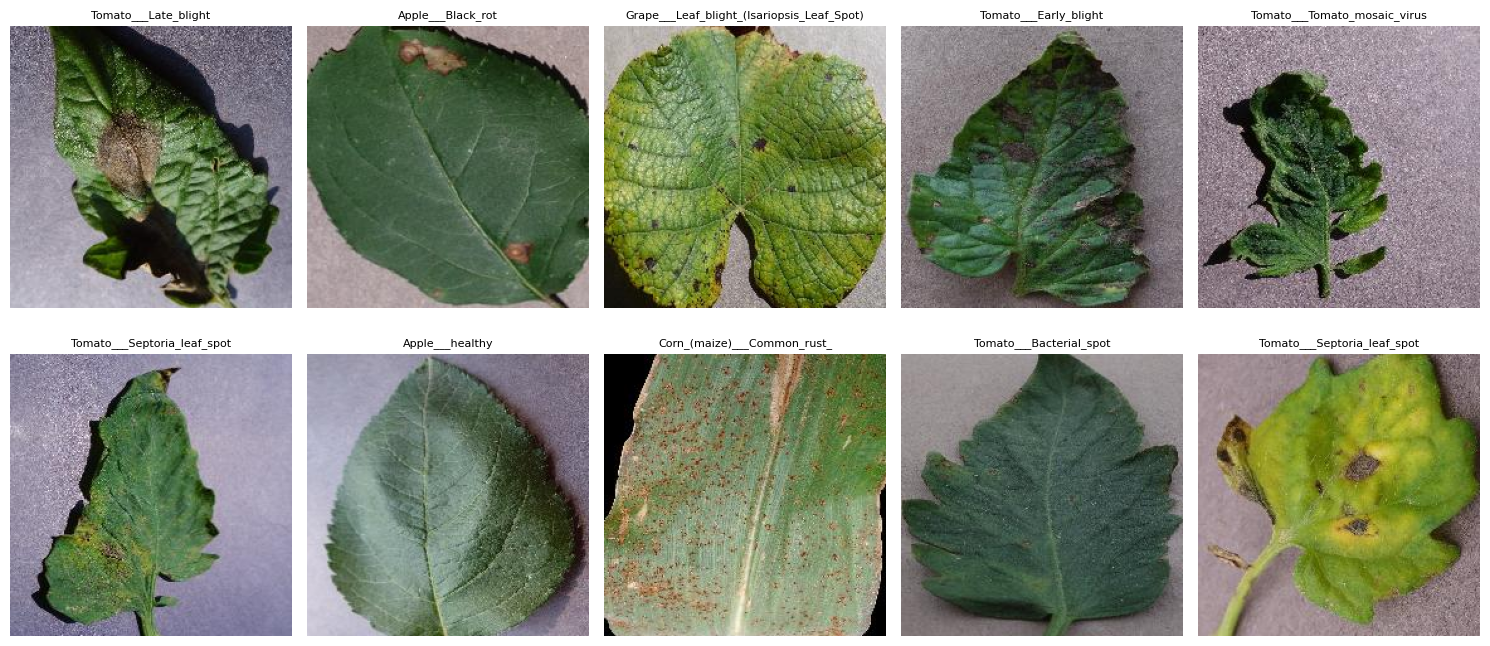 Tomato___Late_blight
Apple___Black_rot
Grape___Leaf_blight_(Isariopsis_Leaf_Spot)
Tomato___Early_blight
Tomato___Tomato_mosaic_virus
Tomato___Septoria_leaf_spot
Apple___healthy
Corn_(maize)___Common_rust_
Tomato___Bacterial_spot
Tomato___Septoria_leaf_spot